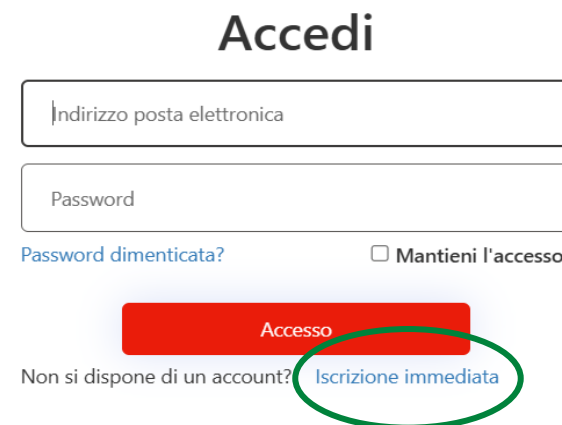 Accedi
Indirizzo posta elettronica
Password
Password dimenticata? Mantieni l'accesso
Accesso
Non si dispone di un account? Iscrizione immediata